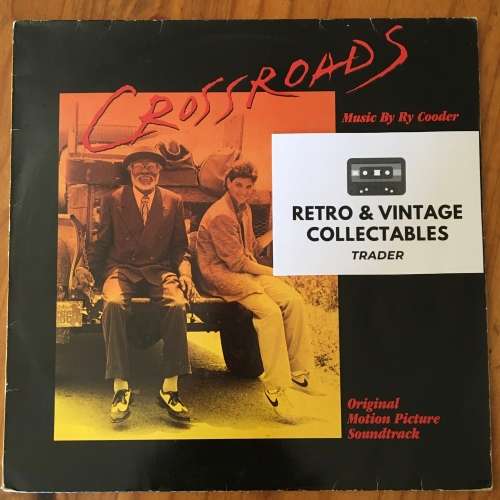 CROSSROADS
Music By Ry Cooder
RETRO & VINTAGE
COLLECTABLES
TRADER
Original
Motion Picture
Soundtrack